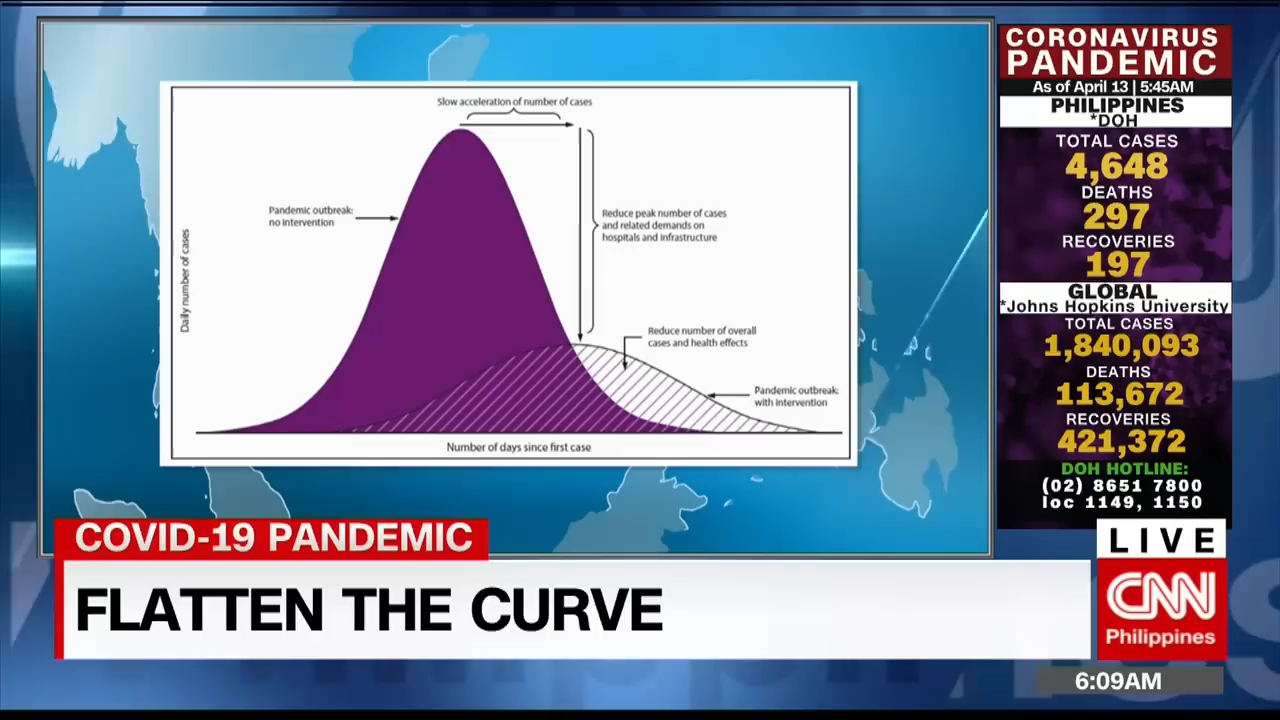 Slow acceleration of number of cases
Pandemic outbreak:
no intervention
Reduce peak number of cases
and related demands on
hospitals and infrastructure
Daily number of cases
Reduce number of overall
cases and health effects
Pandemic outbreak:
with intervention
Number of days since first case
CORONAVIRUS
PANDEMIC
As of April 13 | 5:45AM
PHILIPPINES
*DOH
TOTAL CASES
4,648
DEATHS
297
RECOVERIES
197
GLOBAL
*Johns Hopkins University
TOTAL CASES
1,840,093
DEATHS
113,672
RECOVERIES
421,372
DOH HOTLINE:
(02) 8651 7800
loc 1149, 1150
COVID-19 PANDEMIC
FLATTEN THE CURVE
LIVE
CNN
Philippines
6:09AM